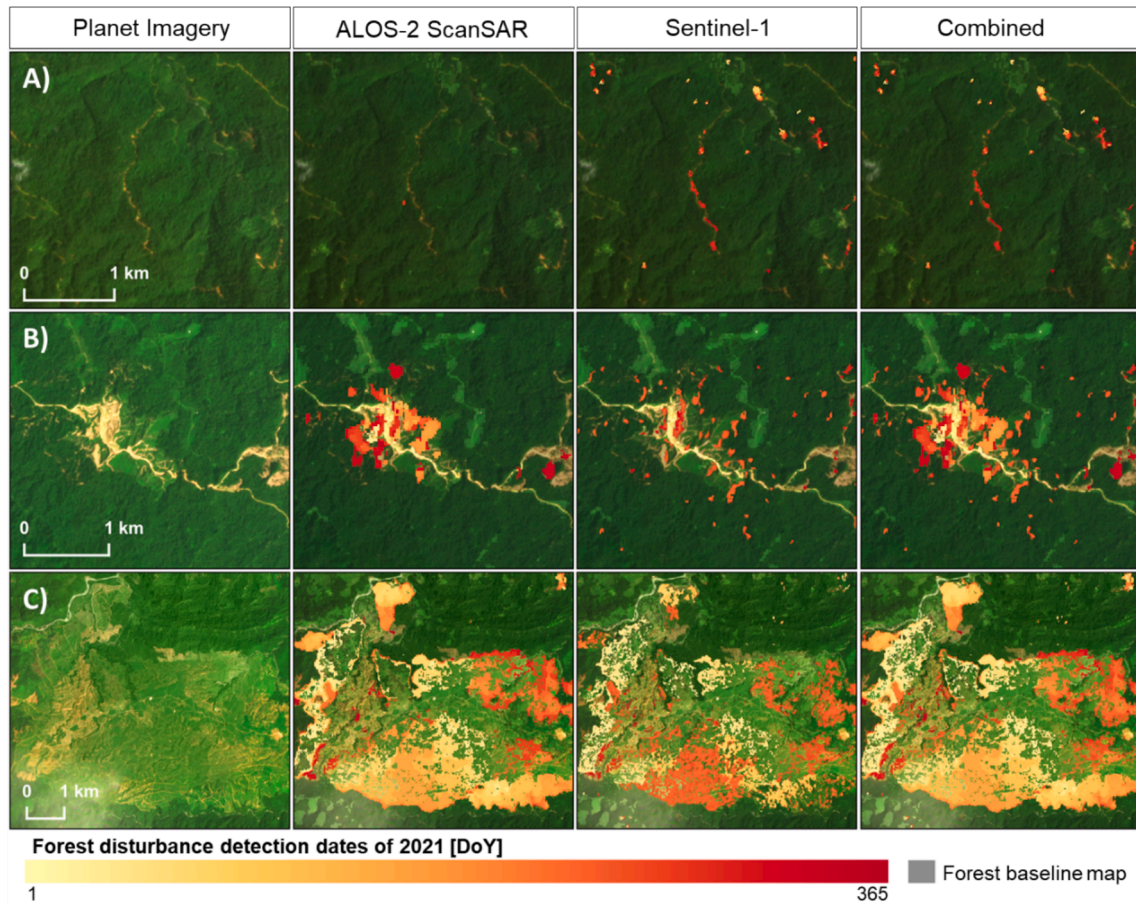 Planet Imagery ALOS-2 ScanSAR Sentinel-1 Combined
A)
0 1 km
B)
0 1 km
C)
0 1 km
Forest disturbance detection dates of 2021 [DoY]
1 365 Forest baseline map